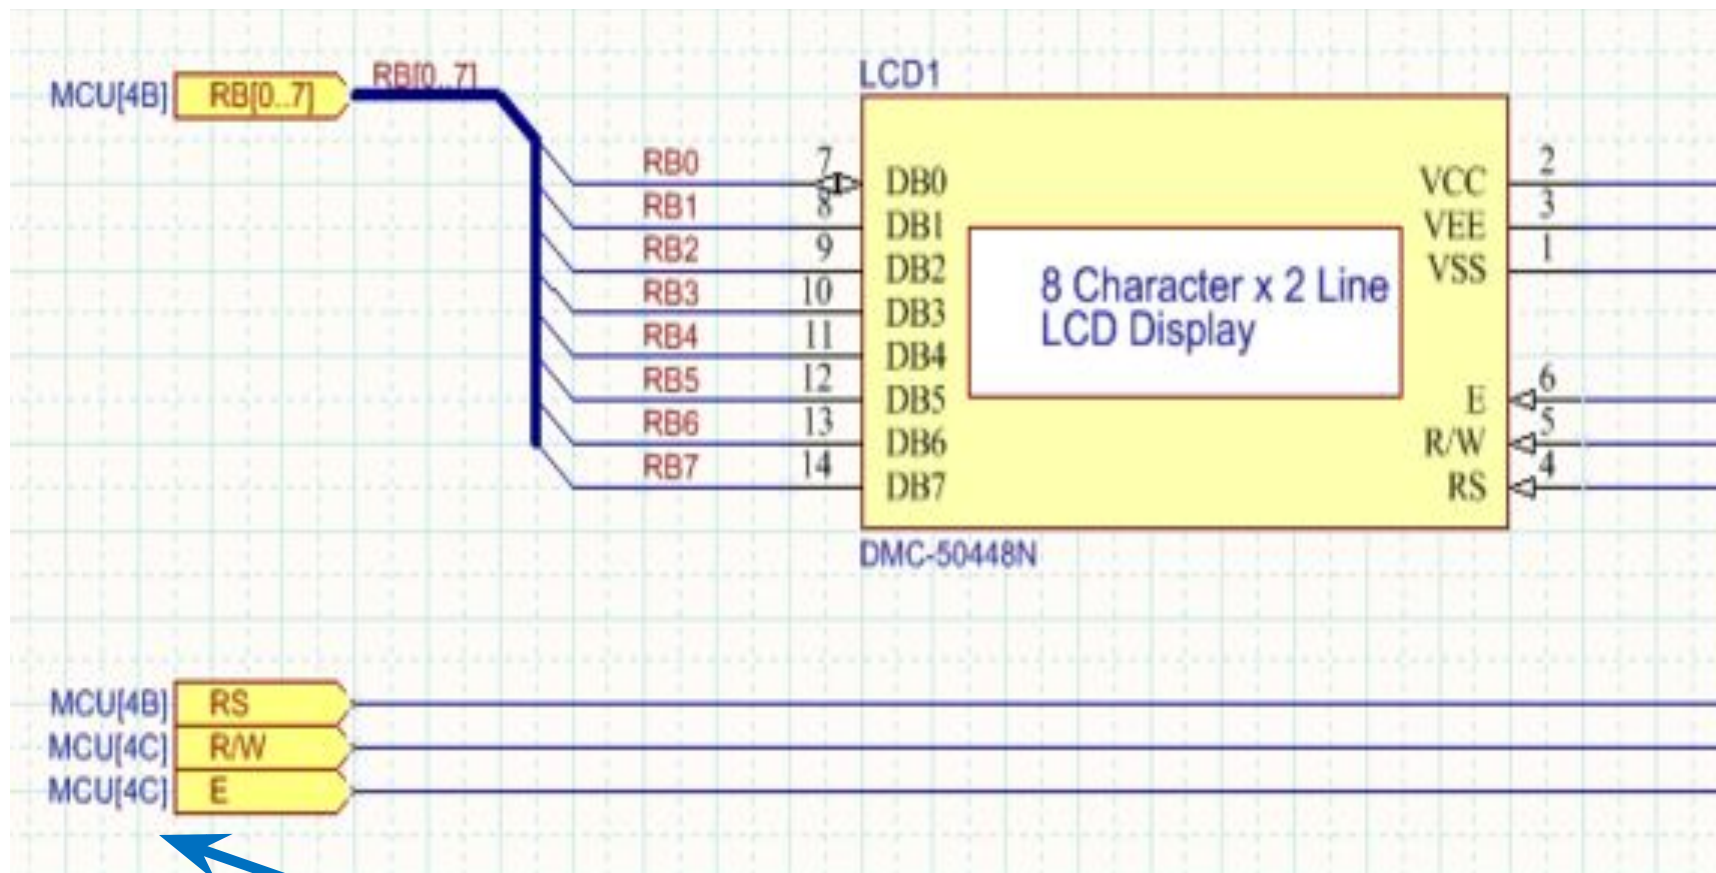 MCU[4B] RB[0..7] RB[0..7]
LCD1
RB0 7 DB0
RB1 8 DB1
RB2 9 DB2
RB3 10 DB3
RB4 11 DB4
RB5 12 DB5
RB6 13 DB6
RB7 14 DB7
8 Character x 2 Line
LCD Display
VCC 2
VEE 3
VSS 1
E 6
R/W 5
RS 4
DMC-50448N
MCU[4B] RS
MCU[4C] R/W
MCU[4C] E